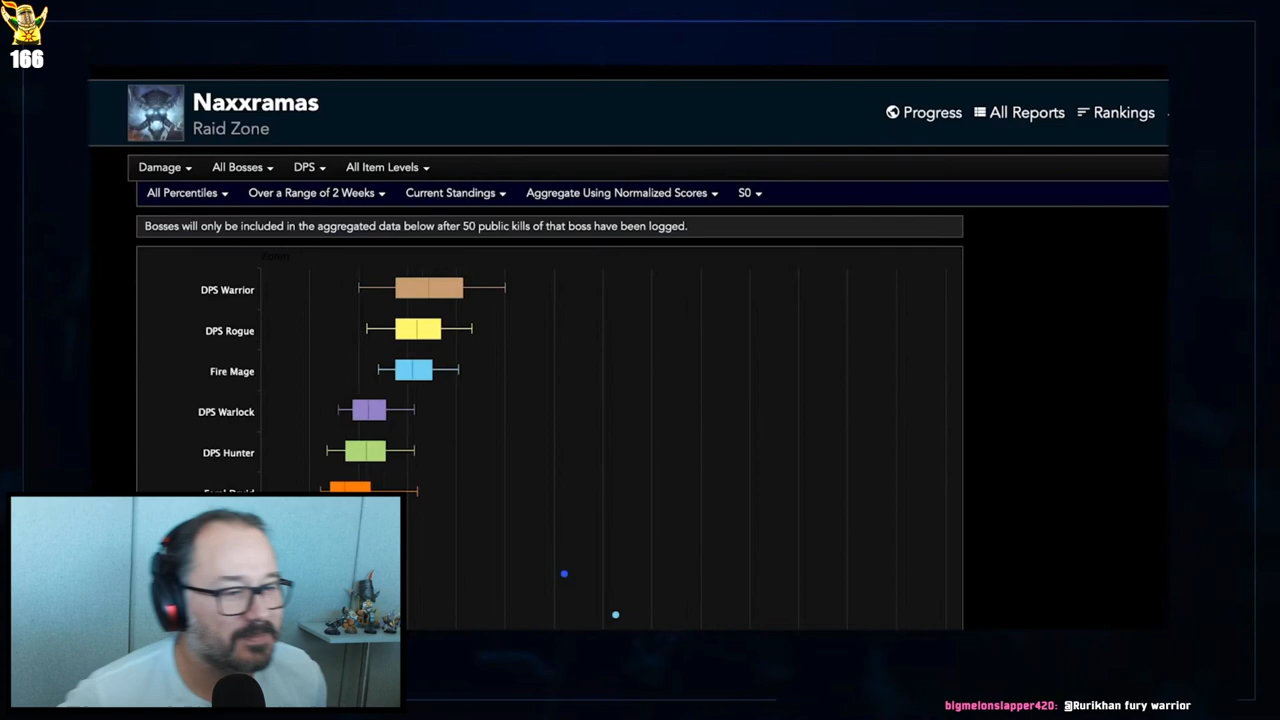 166
Naxxramas
Raid Zone
Progress All Reports Rankings
Damage All Bosses DPS All Item Levels
All Percentiles Over a Range of 2 Weeks Current Standings Aggregate Using Normalized Scores S0
Bosses will only be included in the aggregated data below after 50 public kills of that boss have been logged.
Zoom
DPS Warrior
DPS Rogue
Fire Mage
DPS Warlock
DPS Hunter
Feral Druid
bigmelonslapper420: @Rurikhan fury warrior